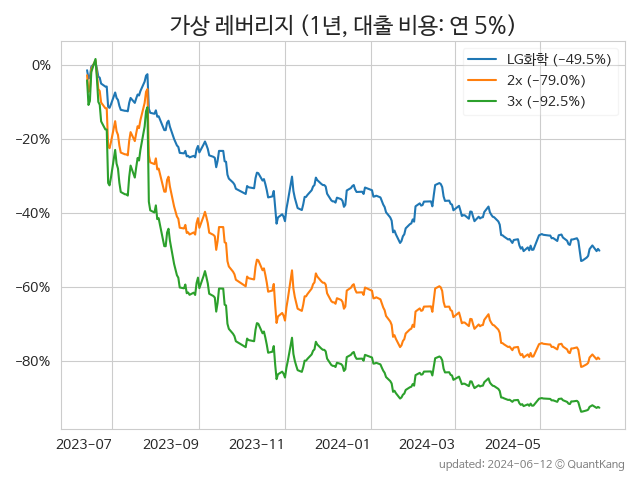 가상 레버리지 (1년, 대출 비용: 연 5%)
LG화학 (−49.5%)
2x (−79.0%)
3x (−92.5%)
0%
−20%
−40%
−60%
−80%
2023-07 2023-09 2023-11 2024-01 2024-03 2024-05
updated: 2024-06-12 © QuantKang